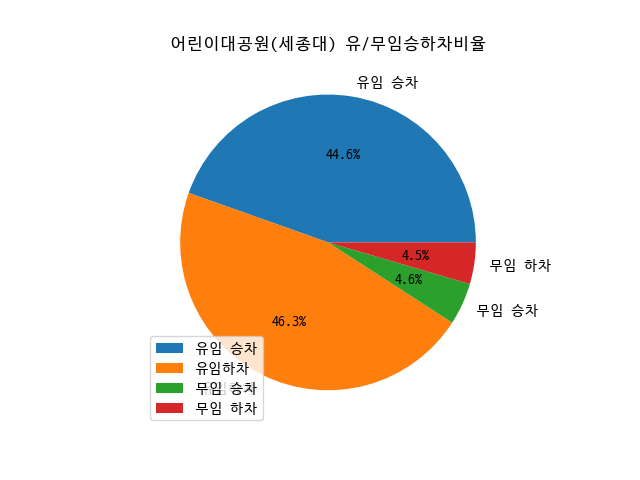 어린이대공원(세종대) 유/무임승하차비율
유임 승차
44.6%
4.5%
무임 하차
4.6%
무임 승차
46.3%
유임 승차
유임하차
무임 승차
무임 하차